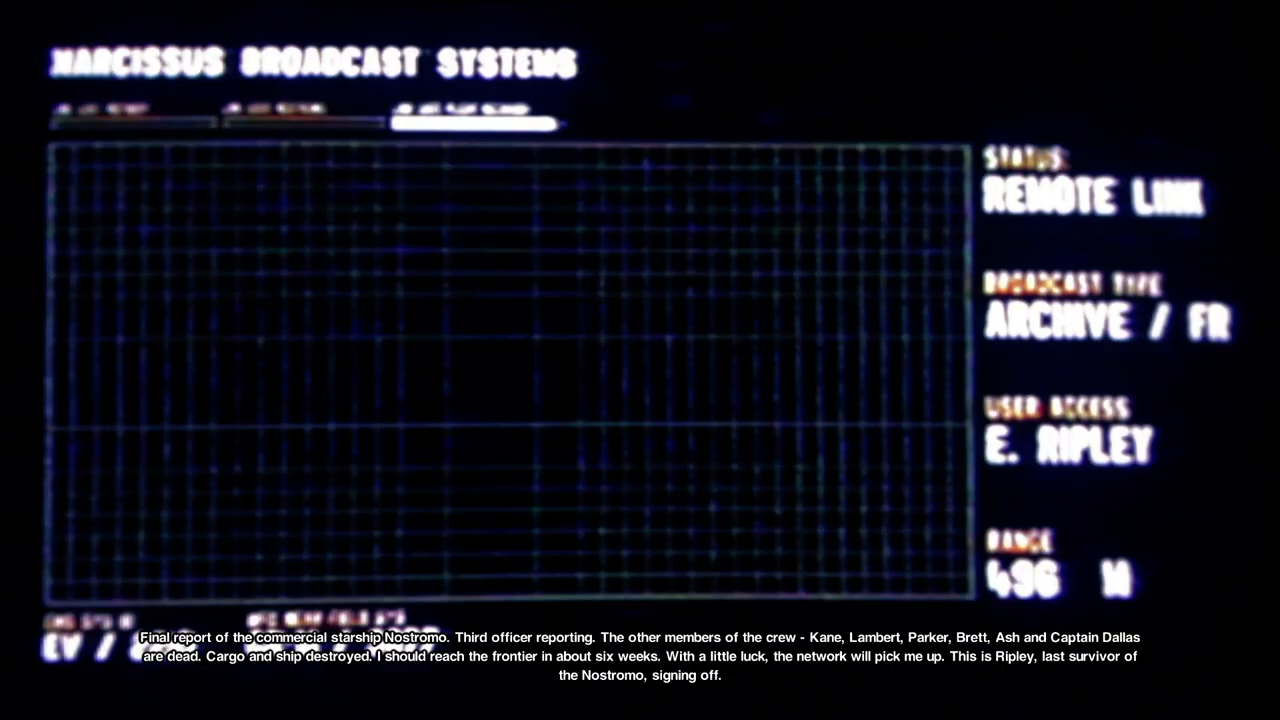 NARCISSUS BROADCAST SYSTEMS
STATUS:
REMOTE LINK
BROADCAST TYPE
ARCHIVE / FR
USER ACCESS
E. RIPLEY
RANGE
496 M
EV /
Final report of the commercial starship Nostromo. Third officer reporting. The other members of the crew - Kane, Lambert, Parker, Brett, Ash and Captain Dallas
are dead. Cargo and ship destroyed. I should reach the frontier in about six weeks. With a little luck, the network will pick me up. This is Ripley, last survivor of
the Nostromo, signing off.